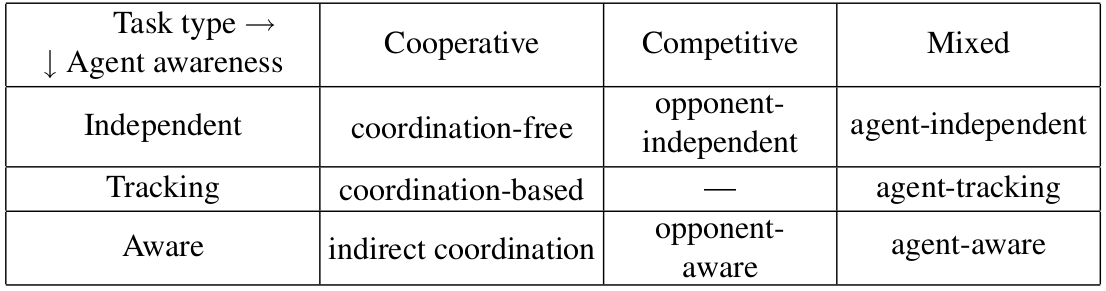 Task type → Cooperative Competitive Mixed
↓ Agent awareness
Independent coordination-free opponent-independent agent-independent
Tracking coordination-based — agent-tracking
Aware indirect coordination opponent-aware agent-aware